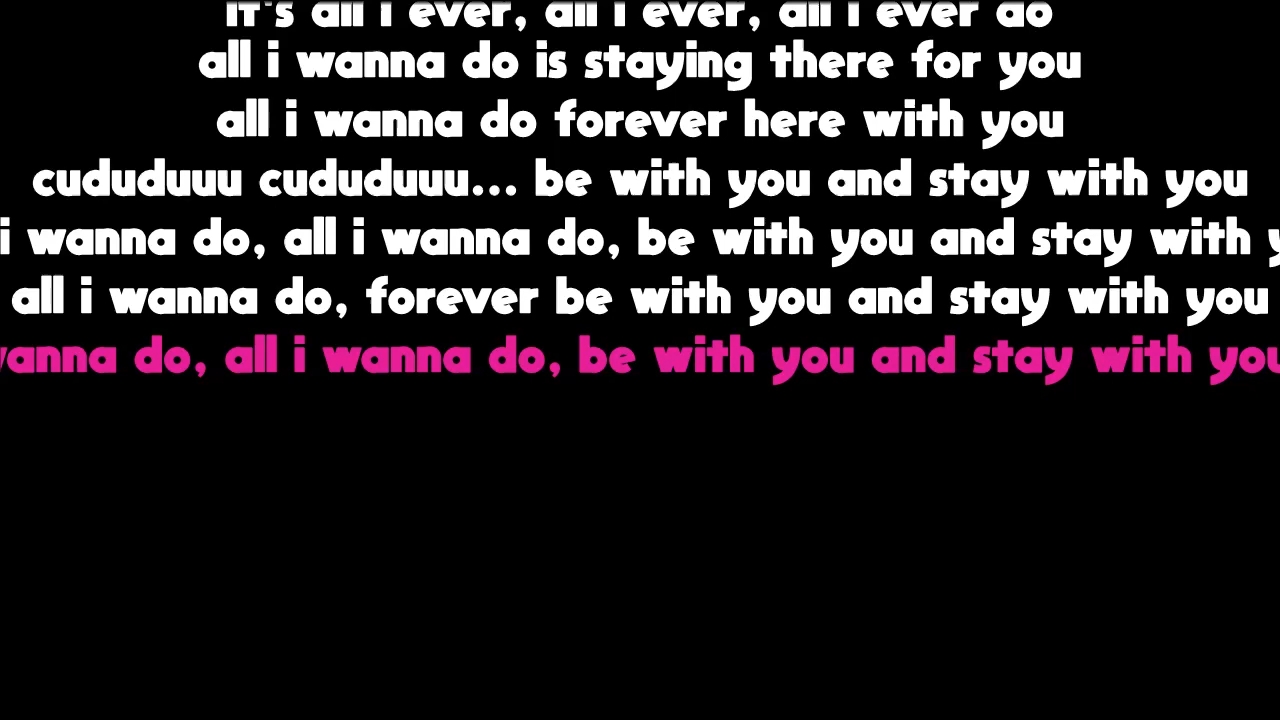 it's all i ever, all i ever, all i ever do
all i wanna do is staying there for you
all i wanna do forever here with you
cududuuu cududuuu... be with you and stay with you
i wanna do, all i wanna do, be with you and stay with y
all i wanna do, forever be with you and stay with you
wanna do, all i wanna do, be with you and stay with you